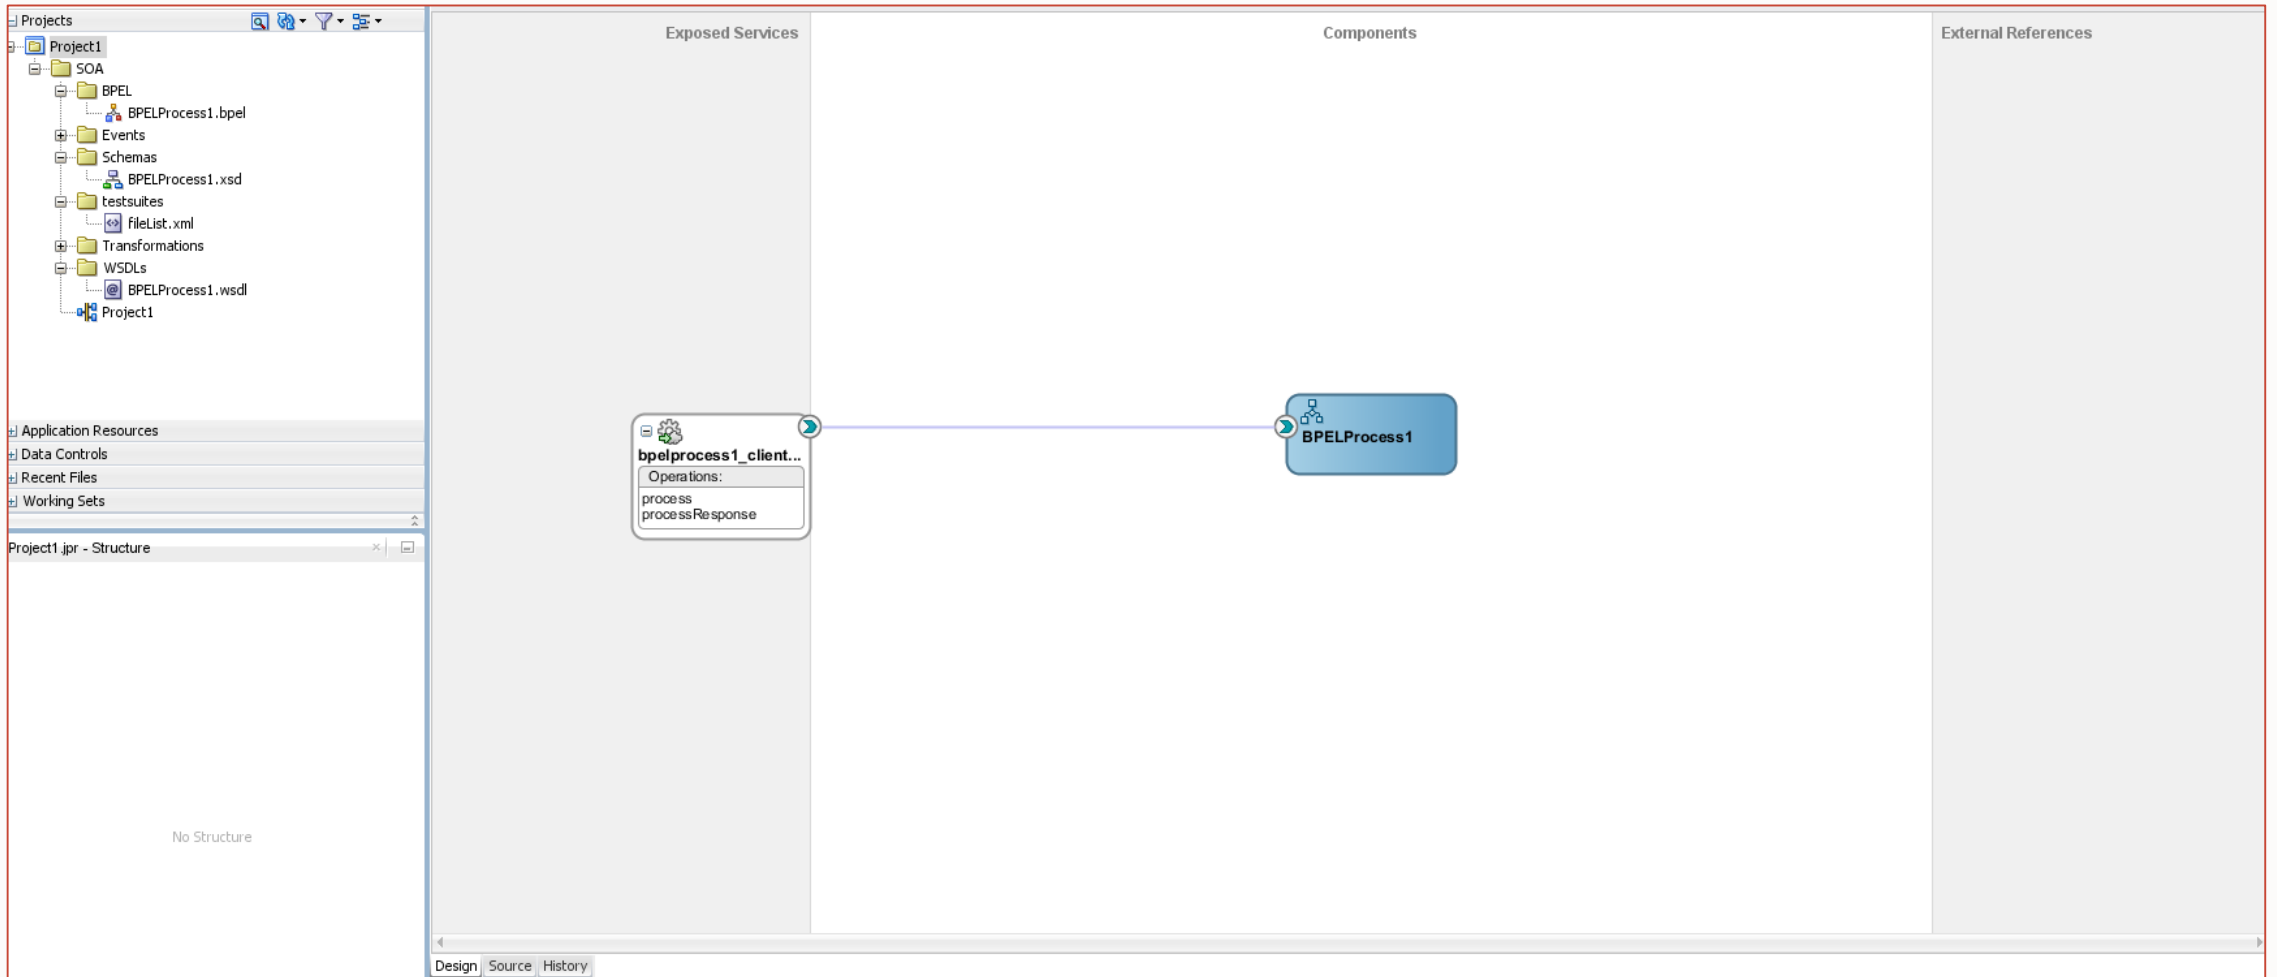 Projects
Project1
SOA
BPEL
BPELProcess1.bpel
Events
Schemas
BPELProcess1.xsd
testsuites
fileList.xml
Transformations
WSDLs
BPELProcess1.wsdl
Project1
Application Resources
Data Controls
Recent Files
Working Sets
Project1.jpr - Structure
No Structure
Exposed Services
Components
External References
bpelprocess1_client...
Operations:
process
processResponse
BPELProcess1
Design Source History